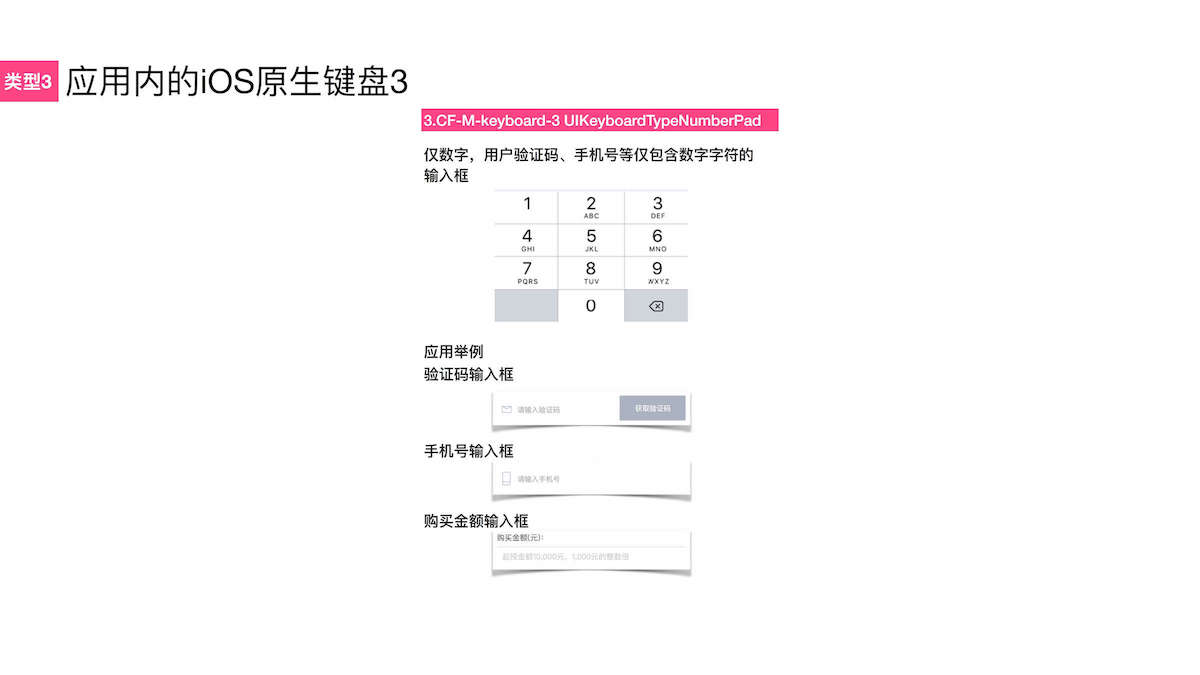 类型3 应用内的iOS原生键盘3
3.CF-M-keyboard-3 UIKeyboardTypeNumberPad
仅数字，用户验证码、手机号等仅包含数字字符的
输入框
1 2 3
ABC DEF
4 5 6
GHI JKL MNO
7 8 9
PQRS TUV WXYZ
0
应用举例
验证码输入框
请输入验证码 获取验证码
手机号输入框
请输入手机号
购买金额输入框
购买金额(元)：
起投金额10,000元，1,000元的整数倍